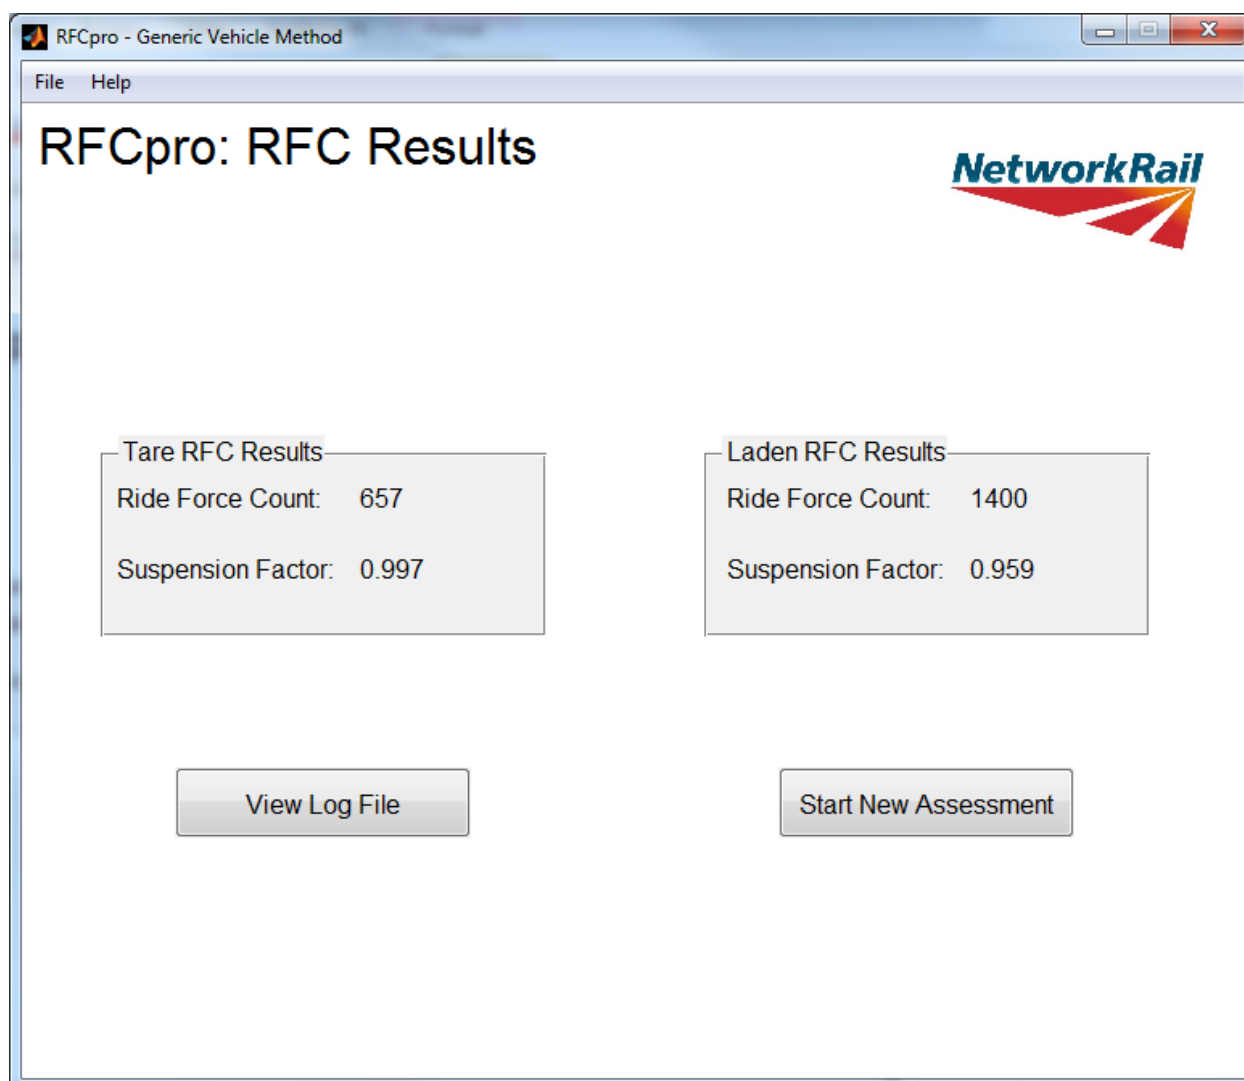 RFCpro - Generic Vehicle Method
File Help
RFCpro: RFC Results
NetworkRail
Tare RFC Results
Ride Force Count: 657
Suspension Factor: 0.997
Laden RFC Results
Ride Force Count: 1400
Suspension Factor: 0.959
View Log File
Start New Assessment